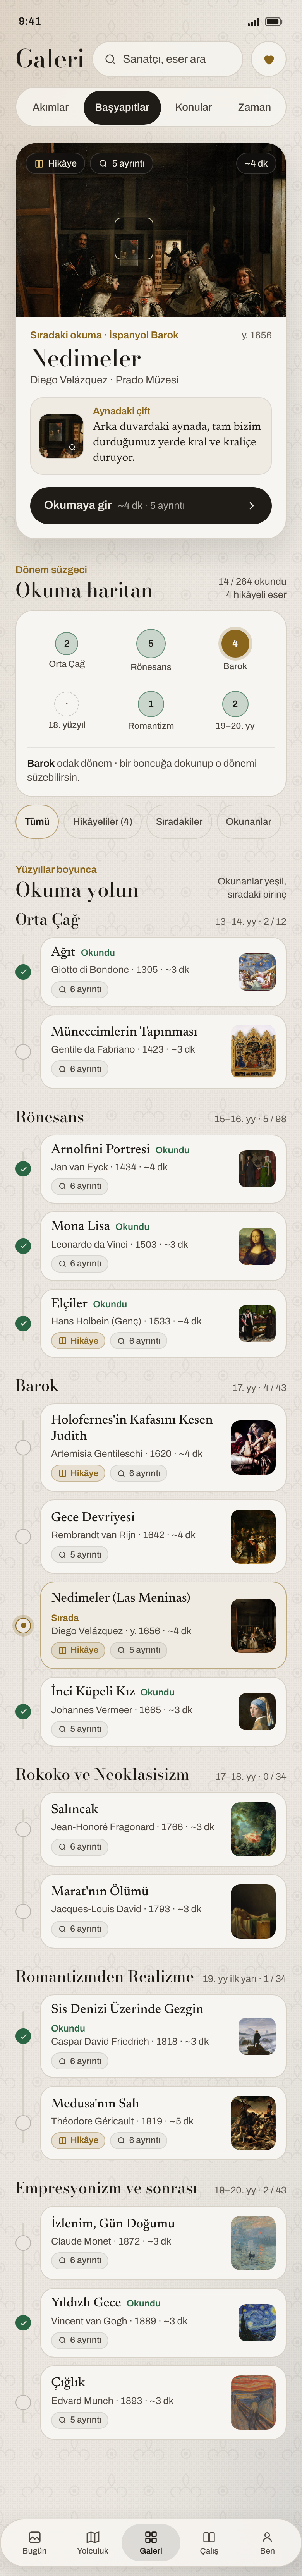 9:41
Galeri
Sanatçı, eser ara
Akımlar
Başyapıtlar
Konular
Zaman
Hikâye
5 ayrıntı
~4 dk
Sıradaki okuma · İspanyol Barok
y. 1656
Nedimeler
Diego Velázquez · Prado Müzesi
Aynadaki çift
Arka duvardaki aynada, tam bizim
durduğumuz yerde kral ve kraliçe
duruyor.
Okumaya gir ~4 dk · 5 ayrıntı
Dönem süzgeci
Okuma haritan
14 / 264 okundu
4 hikâyeli eser
2
Orta Çağ
5
Rönesans
4
Barok
·
18. yüzyıl
1
Romantizm
2
19–20. yy
Barok odak dönem · bir boncuğa dokunup o dönemi
süzebilirsin.
Tümü
Hikâyeliler (4)
Sıradakiler
Okunanlar
Yüzyıllar boyunca
Okuma yolun
Okunanlar yeşil,
sıradaki pirinç
Orta Çağ
13–14. yy · 2 / 12
Ağıt Okundu
Giotto di Bondone · 1305 · ~3 dk
6 ayrıntı
Müneccimlerin Tapınması
Gentile da Fabriano · 1423 · ~3 dk
6 ayrıntı
Rönesans
15–16. yy · 5 / 98
Arnolfini Portresi Okundu
Jan van Eyck · 1434 · ~4 dk
6 ayrıntı
Mona Lisa Okundu
Leonardo da Vinci · 1503 · ~3 dk
6 ayrıntı
Elçiler Okundu
Hans Holbein (Genç) · 1533 · ~4 dk
Hikâye
6 ayrıntı
Barok
17. yy · 4 / 43
Holofernes'in Kafasını Kesen
Judith
Artemisia Gentileschi · 1620 · ~4 dk
Hikâye
6 ayrıntı
Gece Devriyesi
Rembrandt van Rijn · 1642 · ~4 dk
5 ayrıntı
Nedimeler (Las Meninas)
Sırada
Diego Velázquez · y. 1656 · ~4 dk
Hikâye
5 ayrıntı
İnci Küpeli Kız Okundu
Johannes Vermeer · 1665 · ~3 dk
5 ayrıntı
Rokoko ve Neoklasisizm
17–18. yy · 0 / 34
Salıncak
Jean-Honoré Fragonard · 1766 · ~3 dk
6 ayrıntı
Marat'nın Ölümü
Jacques-Louis David · 1793 · ~3 dk
6 ayrıntı
Romantizmden Realizme
19. yy ilk yarı · 1 / 34
Sis Denizi Üzerinde Gezgin
Okundu
Caspar David Friedrich · 1818 · ~3 dk
6 ayrıntı
Medusa'nın Salı
Théodore Géricault · 1819 · ~5 dk
Hikâye
6 ayrıntı
Empresyonizm ve sonrası
19–20. yy · 2 / 43
İzlenim, Gün Doğumu
Claude Monet · 1872 · ~3 dk
6 ayrıntı
Yıldızlı Gece Okundu
Vincent van Gogh · 1889 · ~3 dk
6 ayrıntı
Çığlık
Edvard Munch · 1893 · ~3 dk
5 ayrıntı
Bugün
Yolculuk
Galeri
Çalış
Ben